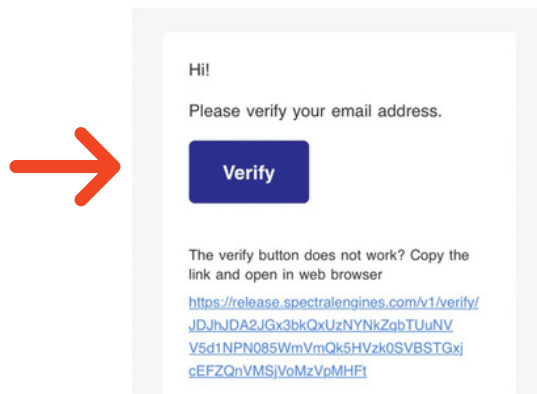 Hi!
Please verify your email address.
Verify
The verify button does not work? Copy the
link and open in web browser
https://release.spectralengines.com/v1/verify/
JDJhJDA2JGx3bkQxUzNYNkZqbTUuNV
V5d1NPN085WmVmQk5HVzk0SVBSTGxj
cEFZQnVMSjVoMzVpMHFt